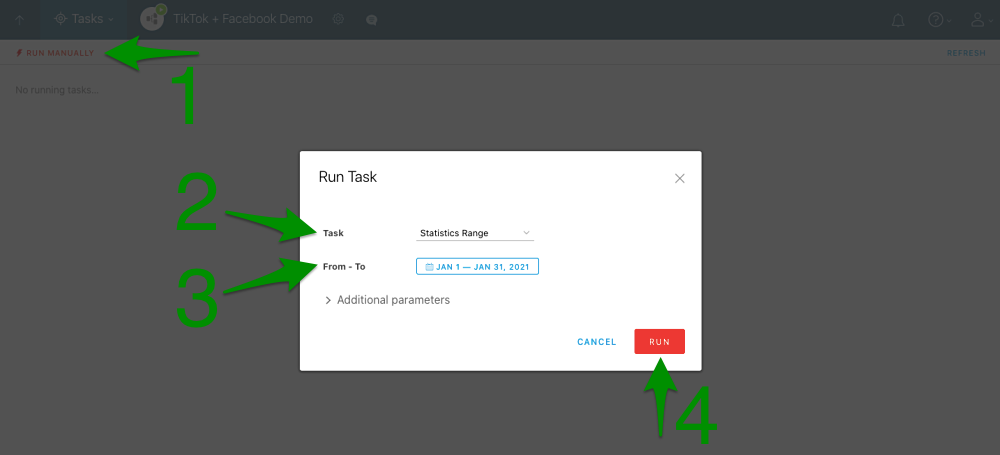 Tasks TikTok + Facebook Demo
RUN MANUALLY REFRESH
1
No running tasks...
Run Task
2
Task Statistics Range
From - To JAN 1 — JAN 31, 2021
3
Additional parameters
CANCEL RUN
4